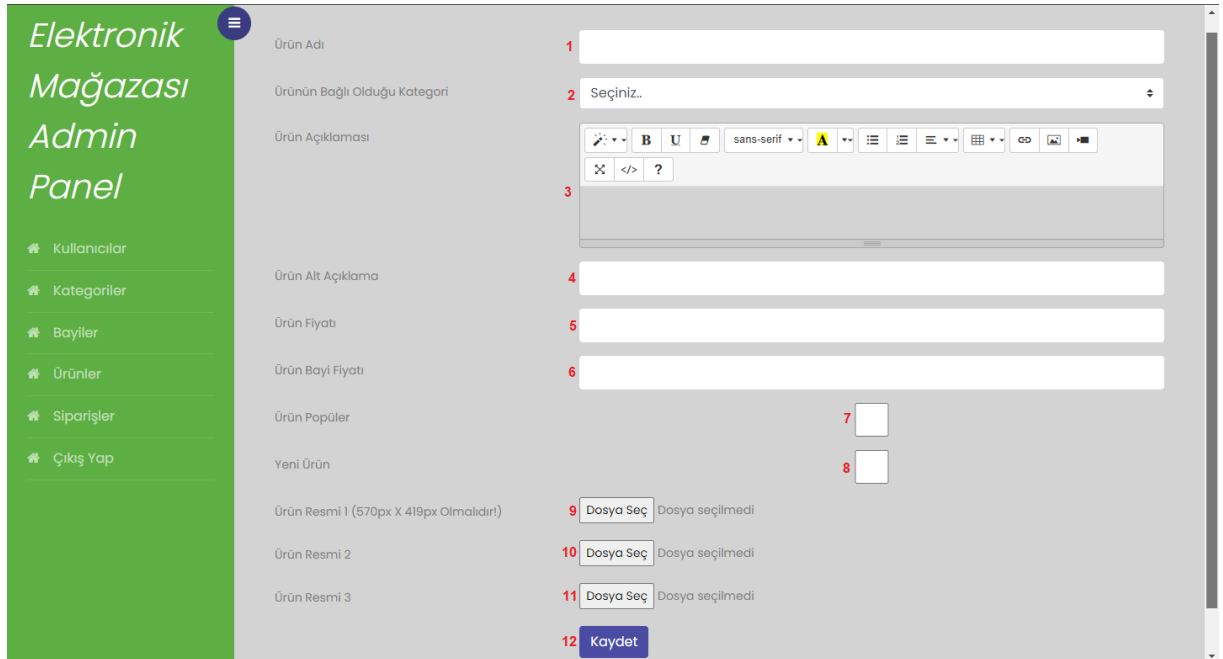 Elektronik
Mağazası
Admin
Panel
Kullanıcılar
Kategoriler
Bayiler
Ürünler
Siparişler
Çıkış Yap
Ürün Adı 1
Ürünün Bağlı Olduğu Kategori 2 Seçiniz..
Ürün Açıklaması
B U sans-serif A
</> ?
3
Ürün Alt Açıklama 4
Ürün Fiyatı 5
Ürün Bayi Fiyatı 6
Ürün Popüler 7
Yeni Ürün 8
Ürün Resmi 1 (570px X 419px Olmalıdır!) 9 Dosya Seç Dosya seçilmedi
Ürün Resmi 2 10 Dosya Seç Dosya seçilmedi
Ürün Resmi 3 11 Dosya Seç Dosya seçilmedi
12 Kaydet